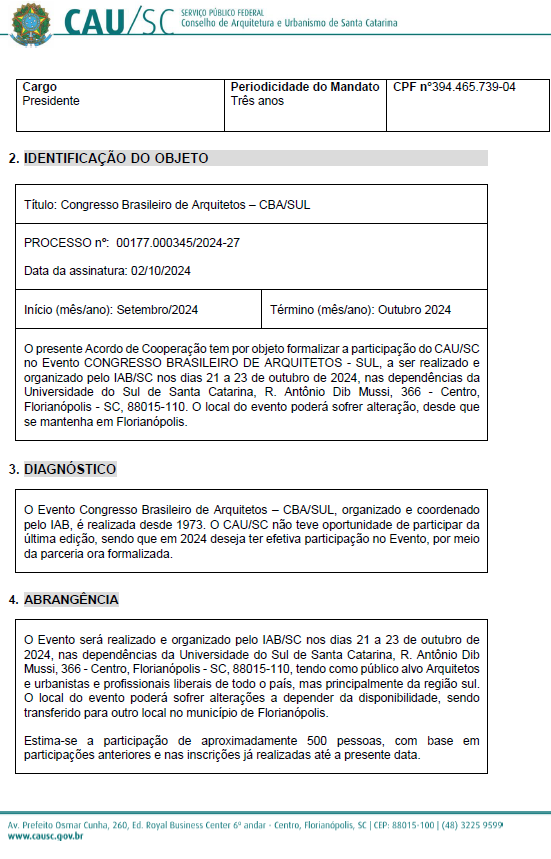 CAU/SC
SERVIÇO PÚBLICO FEDERAL
Conselho de Arquitetura e Urbanismo de Santa Catarina
Cargo
Presidente
Periodicidade do Mandato
Três anos
CPF nº394.465.739-04
2. IDENTIFICAÇÃO DO OBJETO
Título: Congresso Brasileiro de Arquitetos – CBA/SUL
PROCESSO nº: 00177.000345/2024-27
Data da assinatura: 02/10/2024
Início (mês/ano): Setembro/2024
Término (mês/ano): Outubro 2024
O presente Acordo de Cooperação tem por objeto formalizar a participação do CAU/SC
no Evento CONGRESSO BRASILEIRO DE ARQUITETOS - SUL, a ser realizado e
organizado pelo IAB/SC nos dias 21 a 23 de outubro de 2024, nas dependências da
Universidade do Sul de Santa Catarina, R. Antônio Dib Mussi, 366 - Centro,
Florianópolis - SC, 88015-110. O local do evento poderá sofrer alteração, desde que
se mantenha em Florianópolis.
3. DIAGNÓSTICO
O Evento Congresso Brasileiro de Arquitetos – CBA/SUL, organizado e coordenado
pelo IAB, é realizada desde 1973. O CAU/SC não teve oportunidade de participar da
última edição, sendo que em 2024 deseja ter efetiva participação no Evento, por meio
da parceria ora formalizada.
4. ABRANGÊNCIA
O Evento será realizado e organizado pelo IAB/SC nos dias 21 a 23 de outubro de
2024, nas dependências da Universidade do Sul de Santa Catarina, R. Antônio Dib
Mussi, 366 - Centro, Florianópolis - SC, 88015-110, tendo como público alvo Arquitetos
e urbanistas e profissionais liberais de todo o país, mas principalmente da região sul.
O local do evento poderá sofrer alterações a depender da disponibilidade, sendo
transferido para outro local no município de Florianópolis.
Estima-se a participação de aproximadamente 500 pessoas, com base em
participações anteriores e nas inscrições já realizadas até a presente data.
Av. Prefeito Osmar Cunha, 260, Ed. Royal Business Center 6º andar - Centro, Florianópolis, SC | CEP: 88015-100 | (48) 3225 9599
www.causc.gov.br